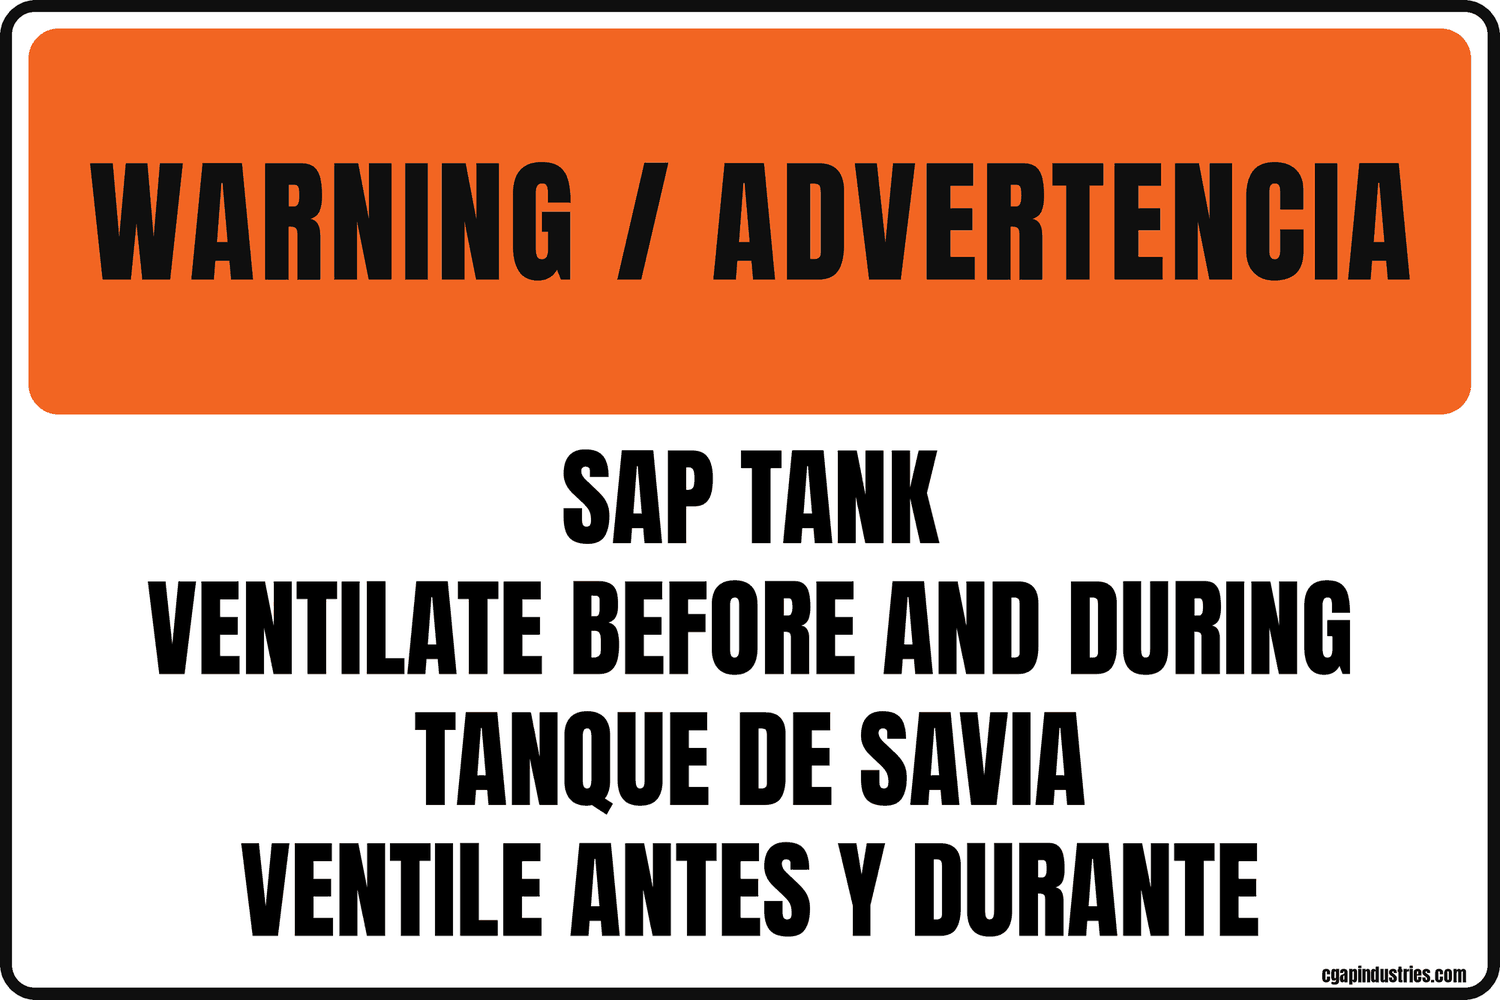 WARNING / ADVERTENCIA
SAP TANK
VENTILATE BEFORE AND DURING
TANQUE DE SAVIA
VENTILE ANTES Y DURANTE
cgapindustries.com